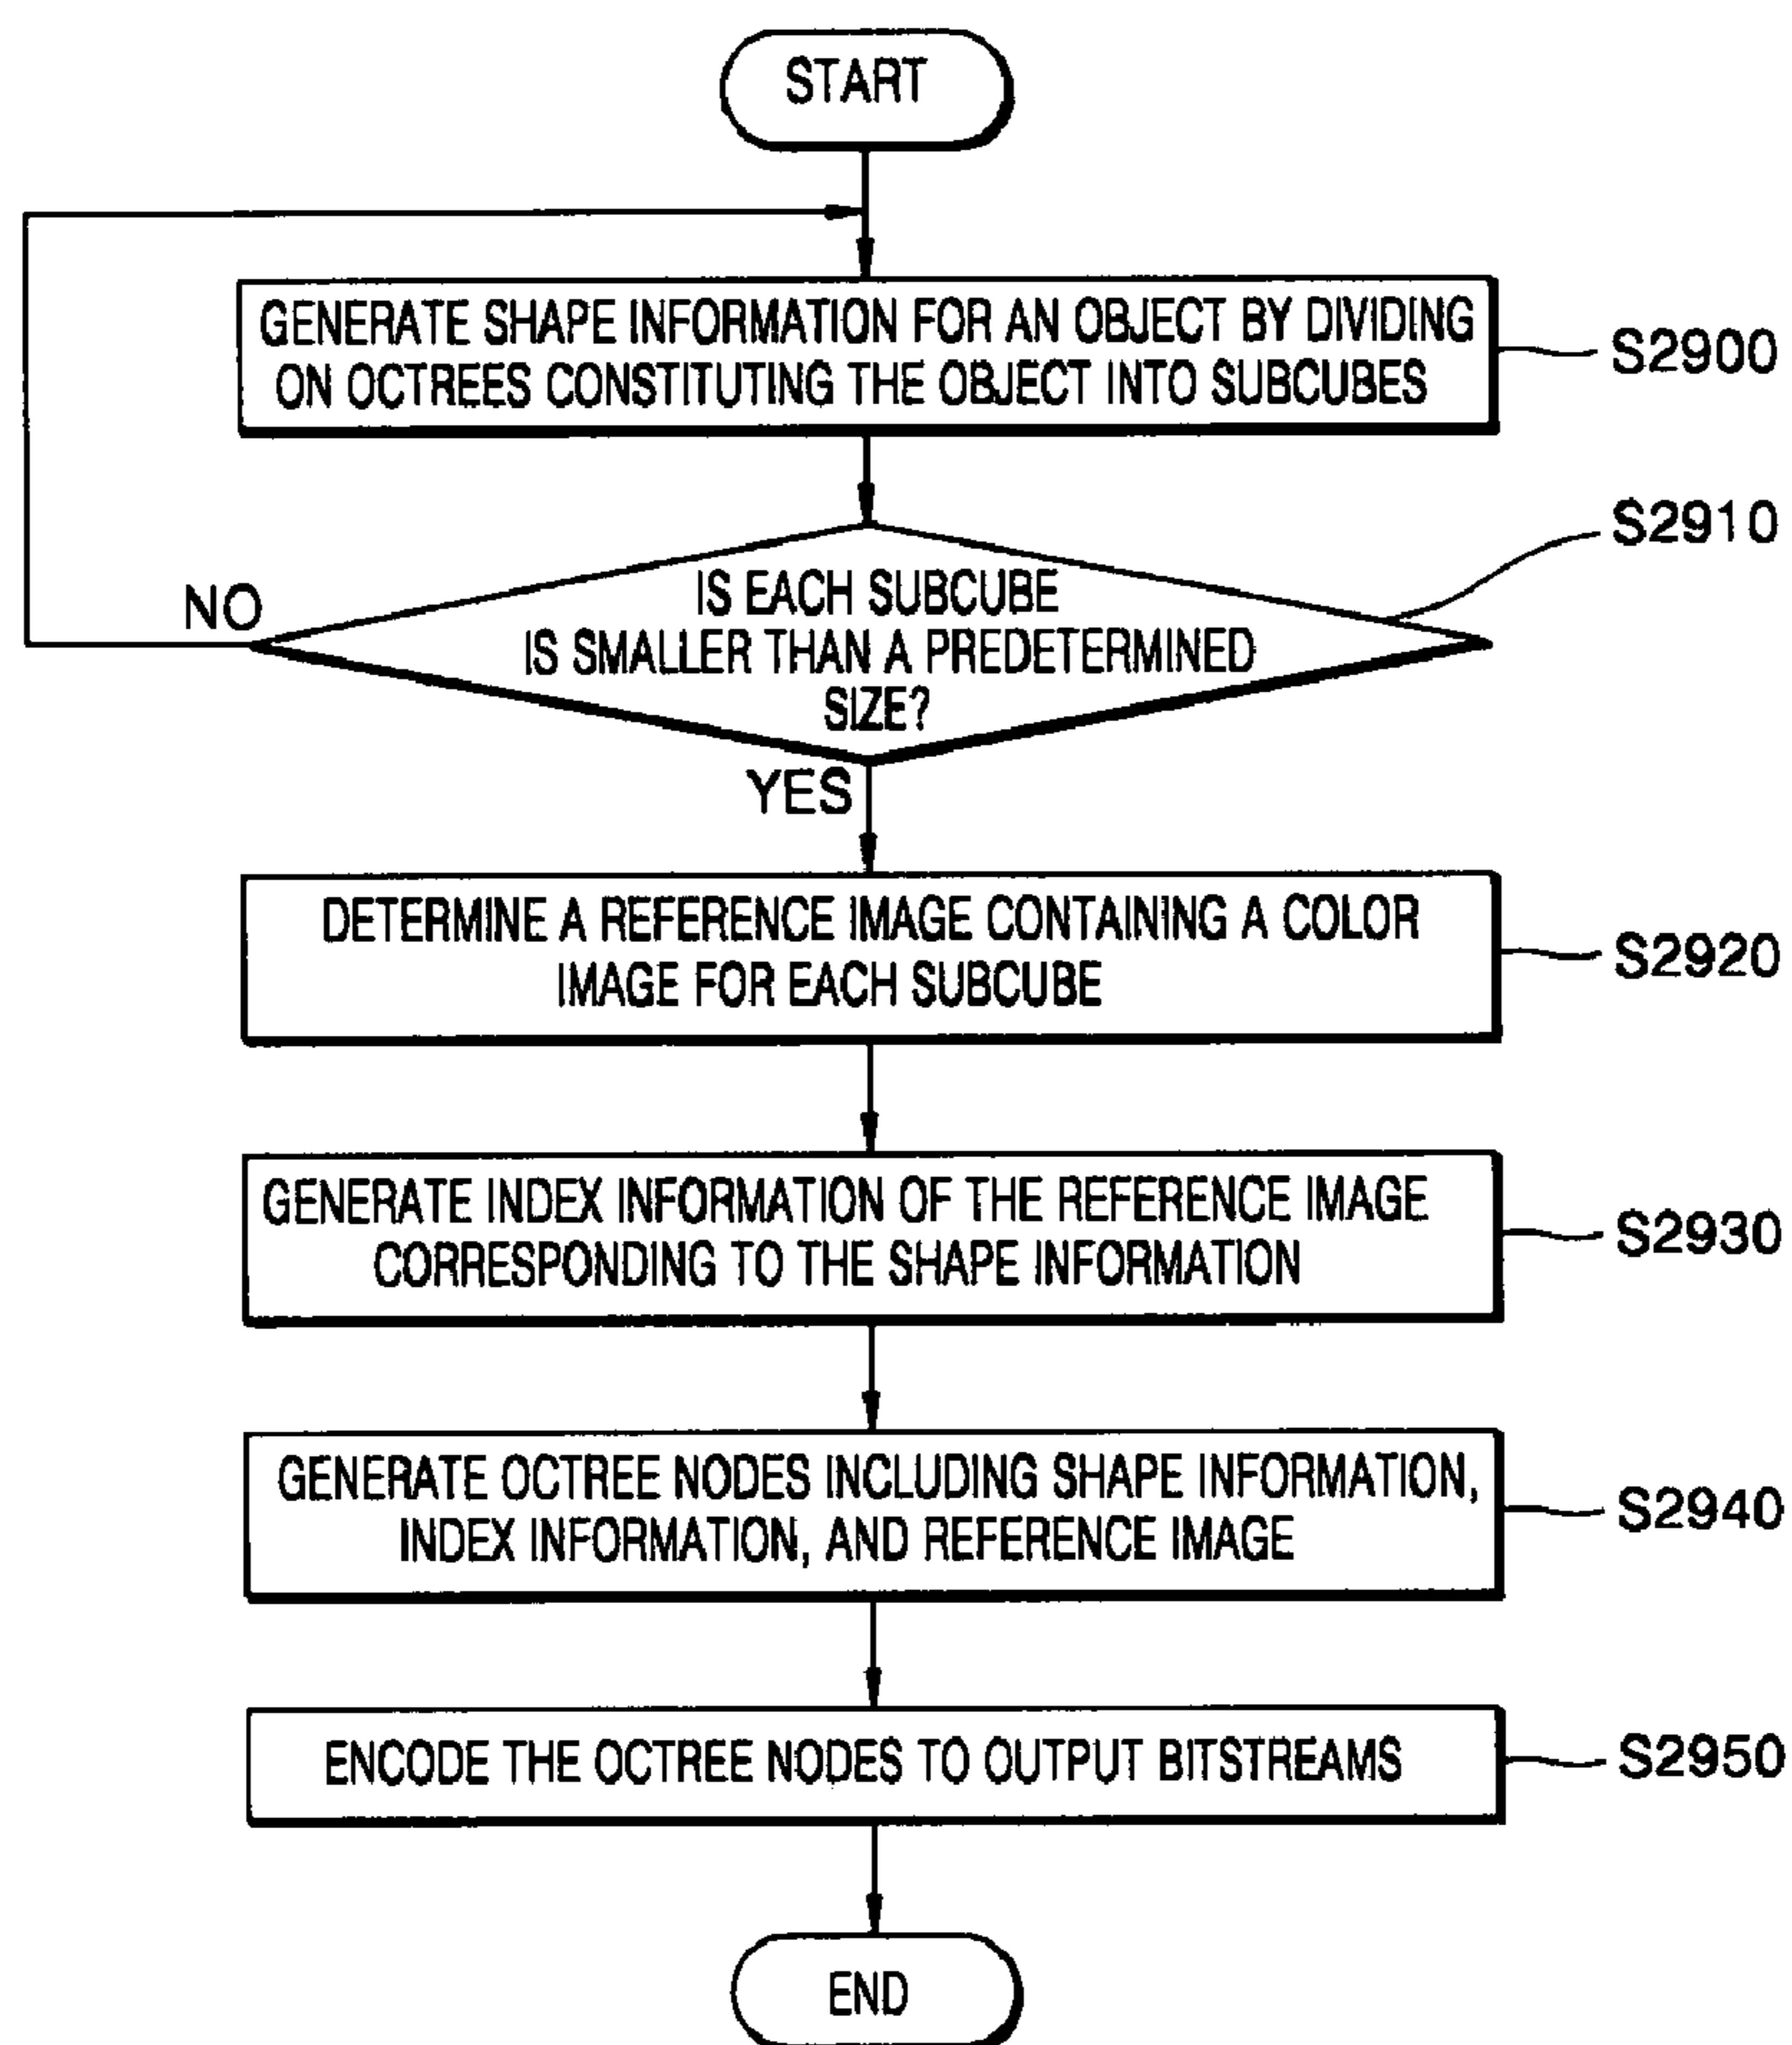 START
GENERATE SHAPE INFORMATION FOR AN OBJECT BY DIVIDING
ON OCTREES CONSTITUTING THE OBJECT INTO SUBCUBES
S2900
S2910
IS EACH SUBCUBE
IS SMALLER THAN A PREDETERMINED
SIZE?
NO
YES
DETERMINE A REFERENCE IMAGE CONTAINING A COLOR
IMAGE FOR EACH SUBCUBE
S2920
GENERATE INDEX INFORMATION OF THE REFERENCE IMAGE
CORRESPONDING TO THE SHAPE INFORMATION
S2930
GENERATE OCTREE NODES INCLUDING SHAPE INFORMATION,
INDEX INFORMATION, AND REFERENCE IMAGE
S2940
ENCODE THE OCTREE NODES TO OUTPUT BITSTREAMS
S2950
END